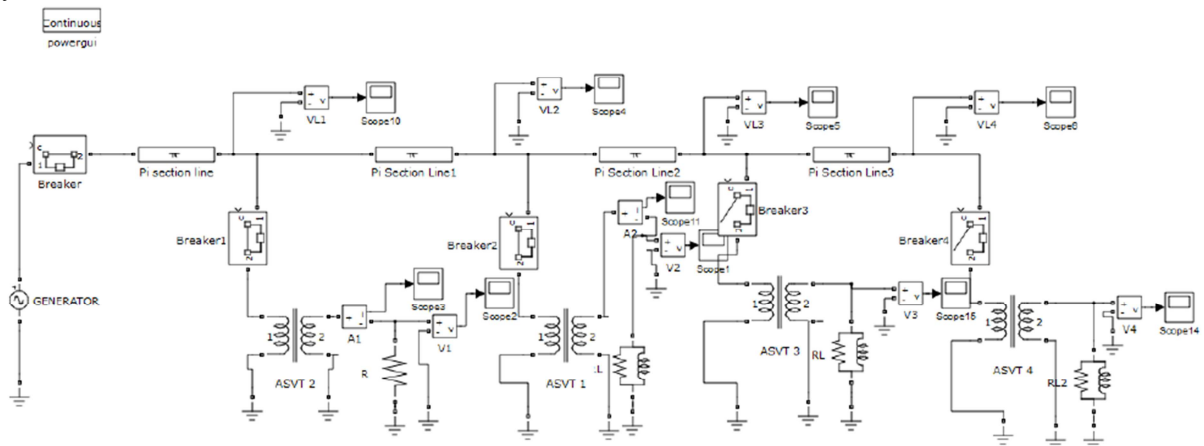 Continuous
powergui
VL1
Scope10
VL2
Scope4
VL3
Scope5
VL4
Scope6
Breaker
Pi section line
Pi Section Line1
Pi Section Line2
Pi Section Line3
Breaker1
Breaker2
A2
Scope11
V2
Scope1
Breaker3
Breaker4
GENERATOR
A1
Scope3
V1
Scope2
V3
Scope15
V4
Scope14
ASVT 2
R
ASVT 1
ASVT 3
RL
ASVT 4
RL2